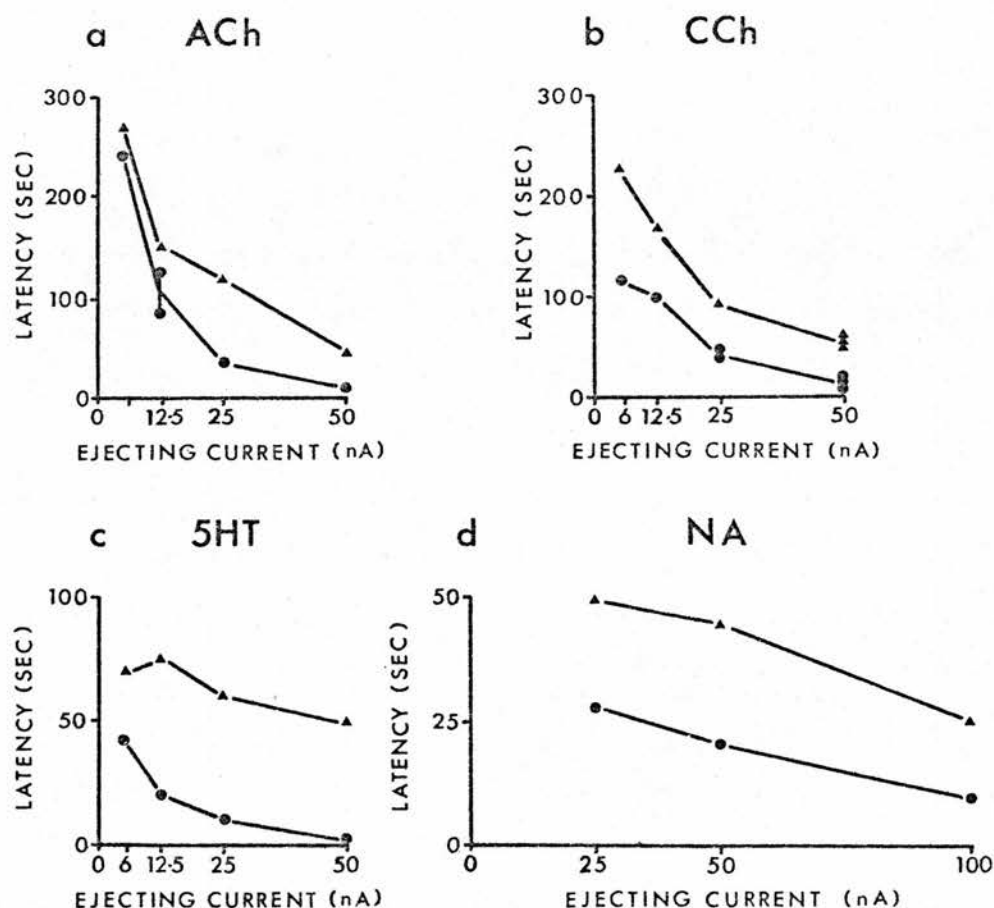 a ACh
300
200
100
0
LATENCY (SEC)
0 12·5 25 50
EJECTING CURRENT (nA)
b CCh
300
200
100
0
LATENCY (SEC)
0 6 12·5 25 50
EJECTING CURRENT (nA)
c 5HT
100
50
0
LATENCY (SEC)
0 6 12·5 25 50
EJECTING CURRENT (nA)
d NA
50
25
0
LATENCY (SEC)
0 25 50 100
EJECTING CURRENT (nA)